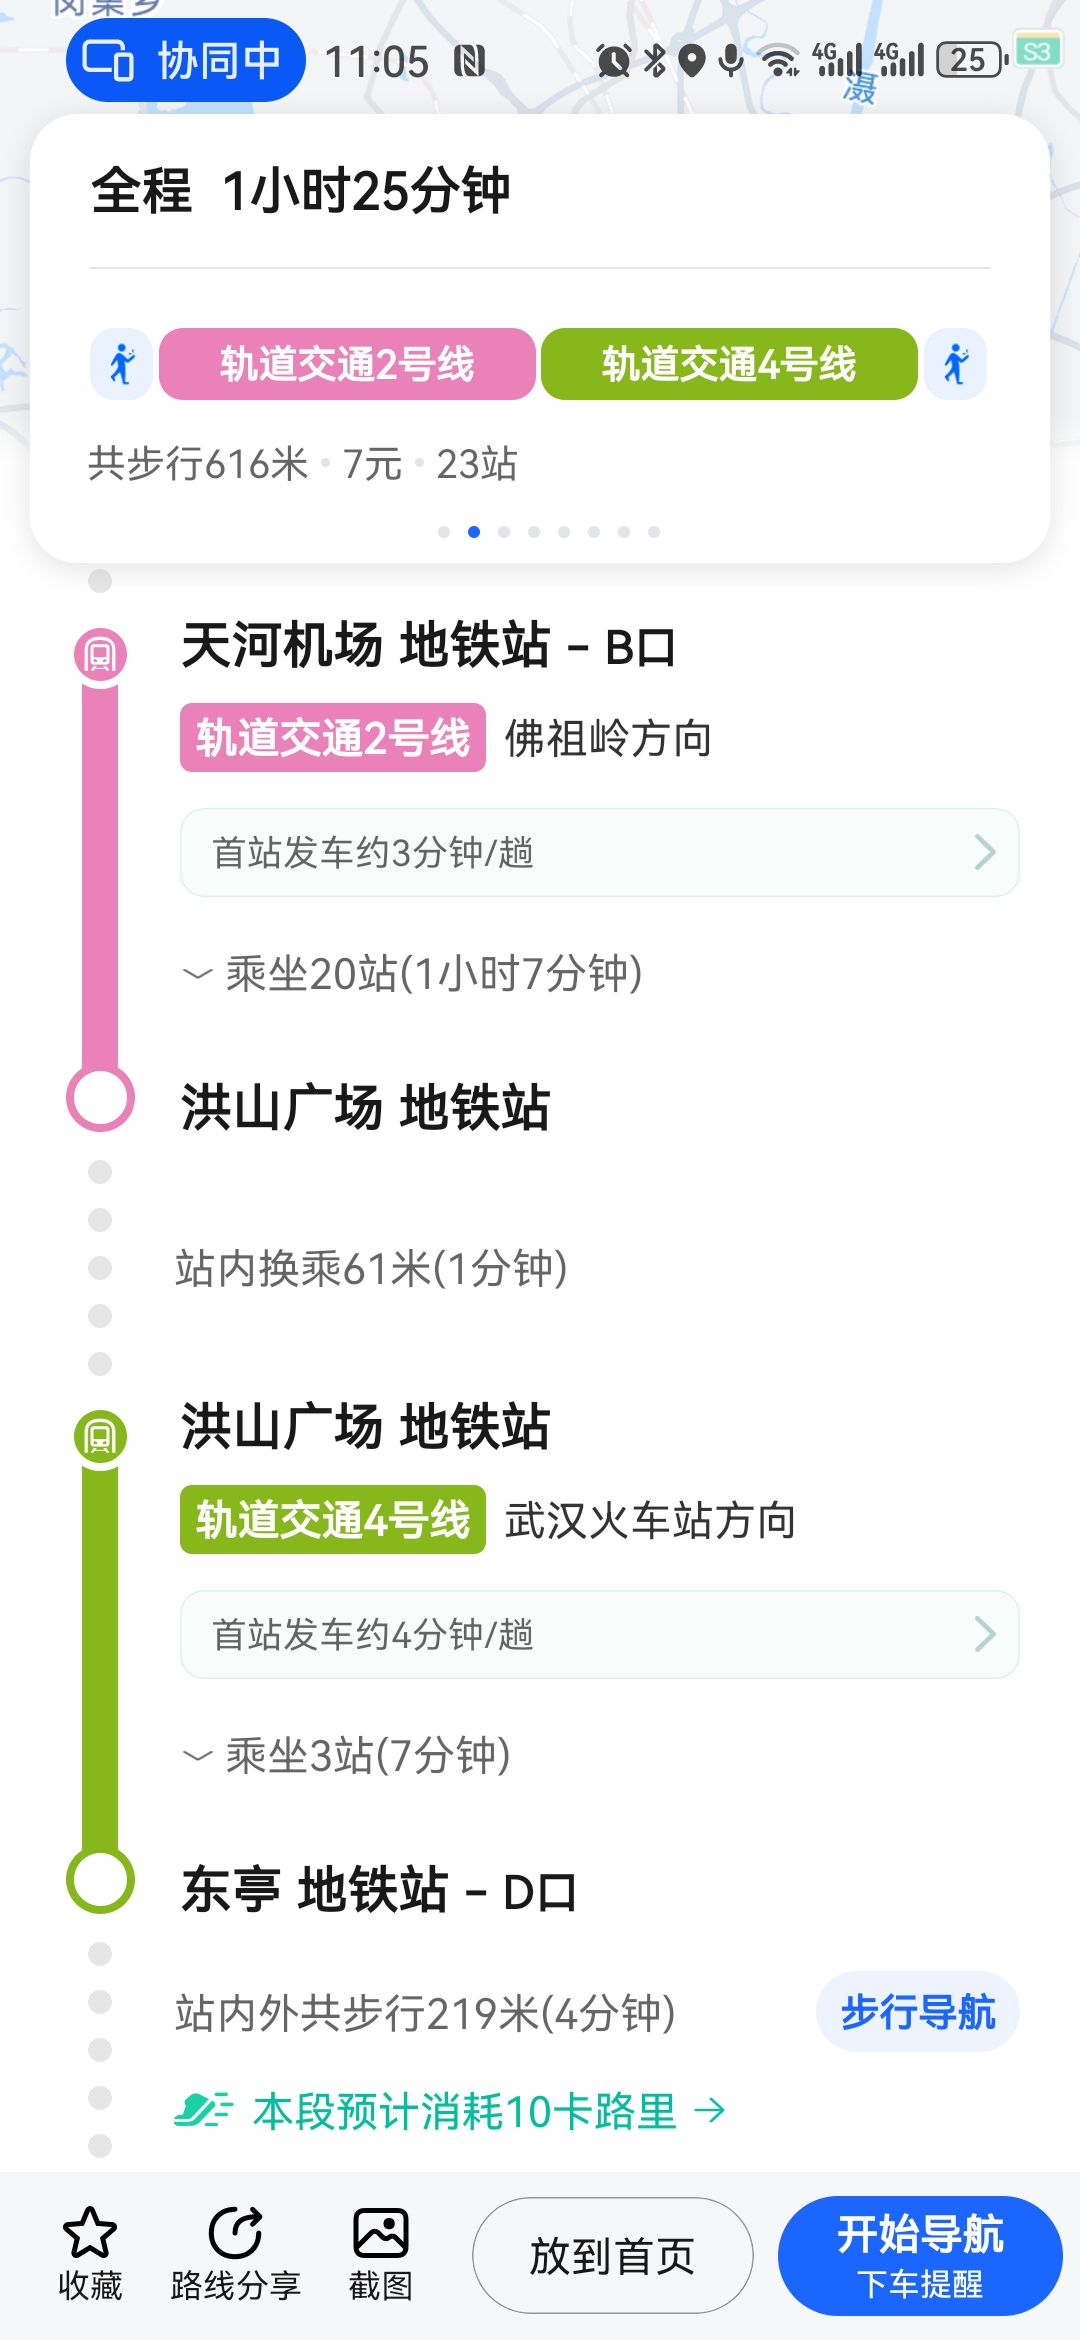 协同中 11:05 4G 4G 25 S3
滠
全程 1小时25分钟
轨道交通2号线 轨道交通4号线
共步行616米 · 7元 · 23站
天河机场 地铁站 – B口
轨道交通2号线 佛祖岭方向
首站发车约3分钟/趟
乘坐20站(1小时7分钟)
洪山广场 地铁站
站内换乘61米(1分钟)
洪山广场 地铁站
轨道交通4号线 武汉火车站方向
首站发车约4分钟/趟
乘坐3站(7分钟)
东亭 地铁站 – D口
站内外共步行219米(4分钟) 步行导航
本段预计消耗10卡路里 →
收藏 路线分享 截图 放到首页 开始导航
下车提醒